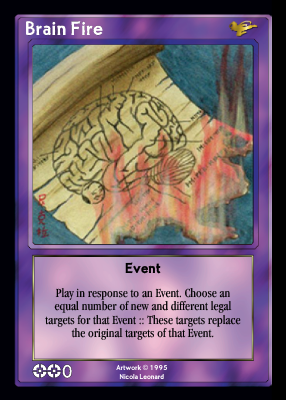 Brain Fire
Event
Play in response to an Event. Choose an
equal number of new and different legal
targets for that Event :: These targets replace
the original targets of that Event.
0
Artwork © 1995
Nicola Leonard